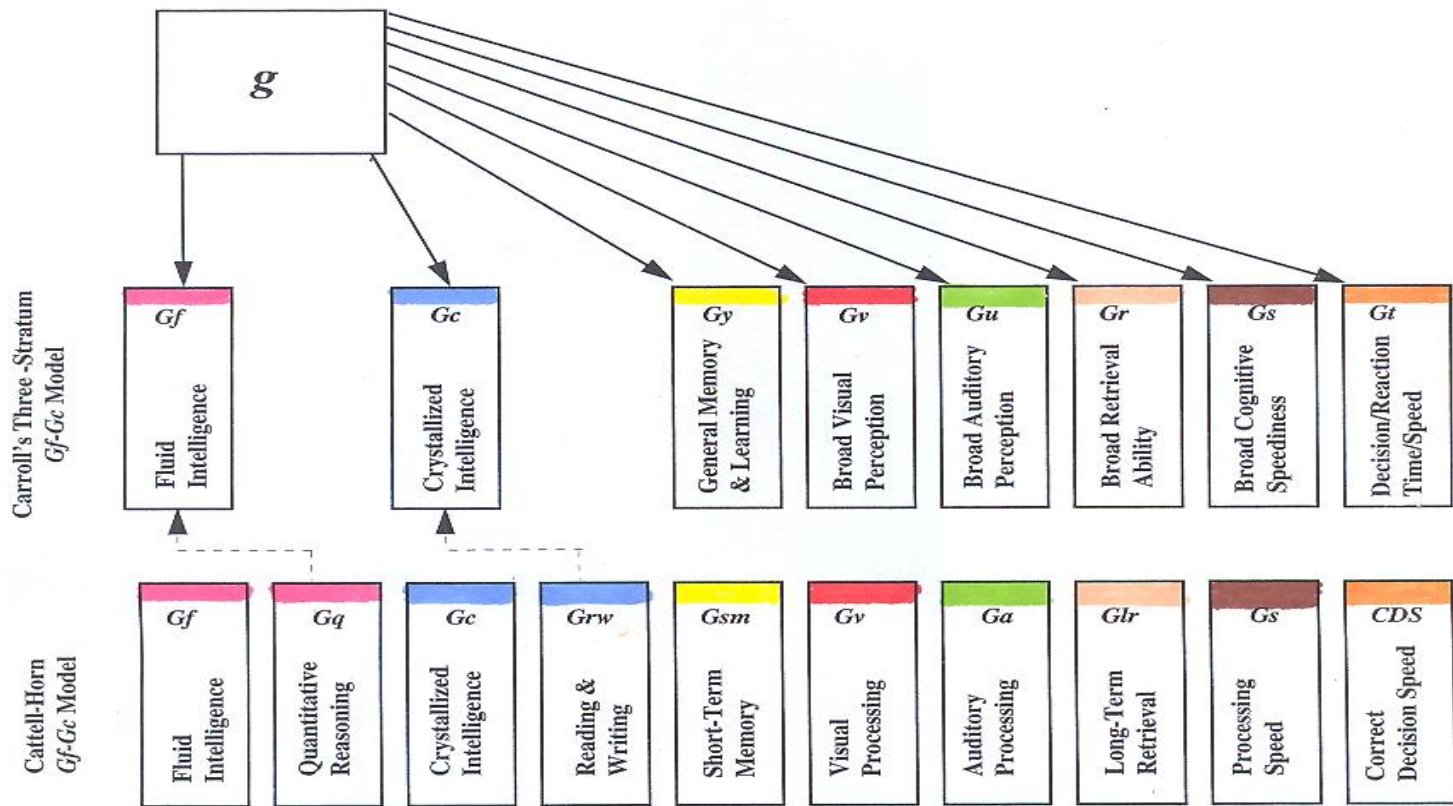 g
Carroll's Three -Stratum
Gf-Gc Model
Gf
Fluid
Intelligence
Gc
Crystallized
Intelligence
Gy
General Memory
& Learning
Gv
Broad Visual
Perception
Gu
Broad Auditory
Perception
Gr
Broad Retrieval
Ability
Gs
Broad Cognitive
Speediness
Gt
Decision/Reaction
Time/Speed
Cattell-Horn
Gf-Gc Model
Gf
Fluid
Intelligence
Gq
Quantitative
Reasoning
Gc
Crystallized
Intelligence
Grw
Reading &
Writing
Gsm
Short-Term
Memory
Gv
Visual
Processing
Ga
Auditory
Processing
Glr
Long-Term
Retrieval
Gs
Processing
Speed
CDS
Correct
Decision Speed